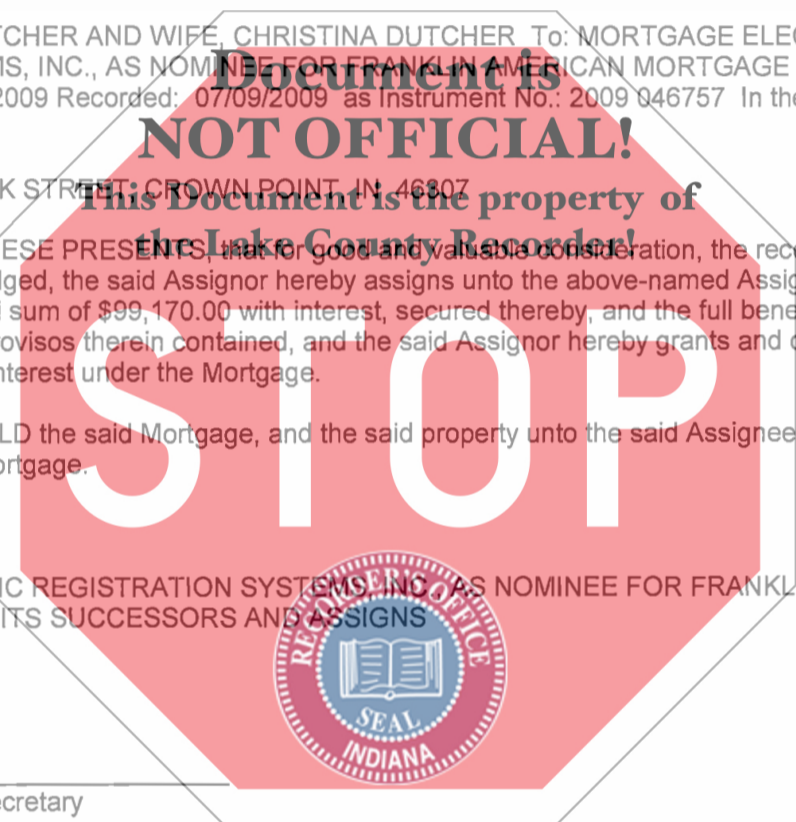 TCHER AND WIFE, CHRISTINA DUTCHER To: MORTGAGE ELEC
MS, INC., AS NOMINEE FOR FRANKLIN AMERICAN MORTGAGE
2009 Recorded: 07/09/2009 as Instrument No.: 2009 046757 In the
Document is
NOT OFFICIAL!
K STREET, CROWN POINT, IN 46307
This Document is the property of
the Lake County Recorder!
ESE PRESENTS, that for good and valuable consideration, the rec
dged, the said Assignor hereby assigns unto the above-named Assig
sum of $99,170.00 with interest, secured thereby, and the full bene
ovisos therein contained, and the said Assignor hereby grants and
nterest under the Mortgage.
STOP
LD the said Mortgage, and the said property unto the said Assignee
ortgage.
IC REGISTRATION SYSTEMS, INC., AS NOMINEE FOR FRANKL
ITS SUCCESSORS AND ASSIGNS
RECORDER'S OFFICE
SEAL
INDIANA
ecretary